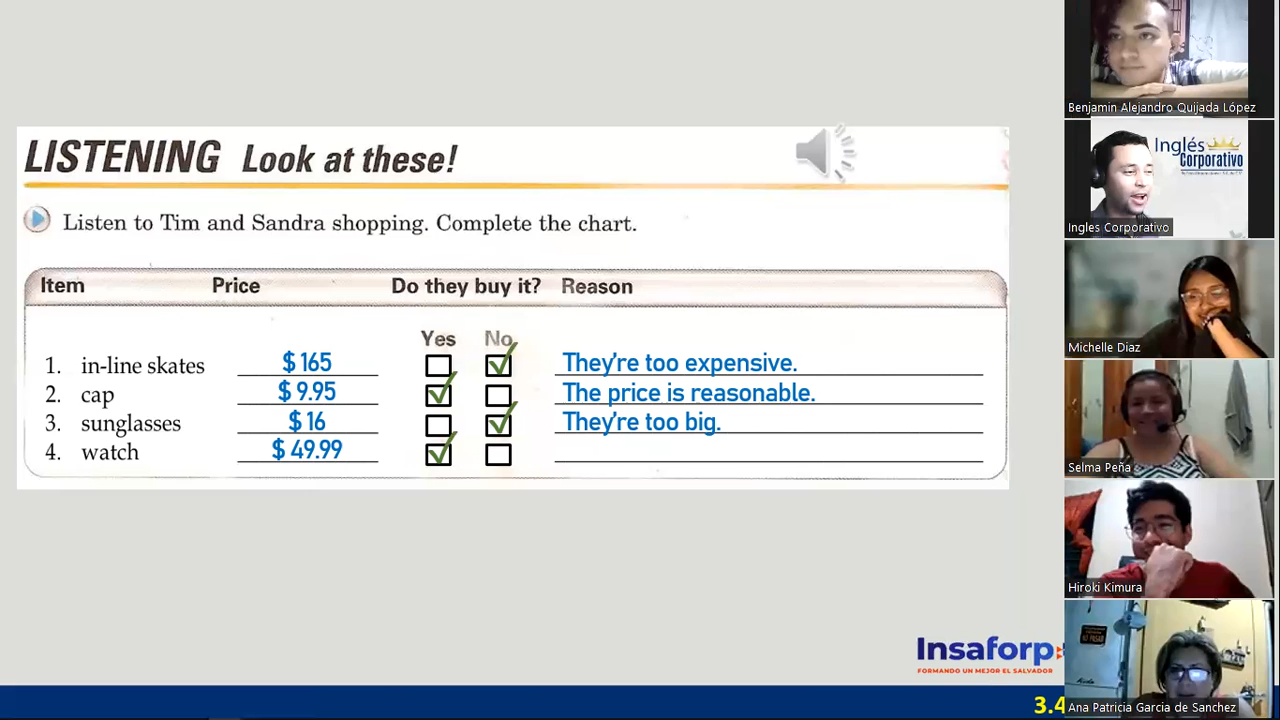 LISTENING Look at these!
Listen to Tim and Sandra shopping. Complete the chart.
Item Price Do they buy it? Reason
Yes No
1. in-line skates $ 165 They're too expensive.
2. cap $ 9.95 The price is reasonable.
3. sunglasses $ 16 They're too big.
4. watch $ 49.99
Insaforp
FORMANDO UN MEJOR EL SALVADOR
3.4
Benjamin Alejandro Quijada López
Inglés
Corporativo
Ingles Corporativo
Michelle Diaz
Selma Peña
Hiroki Kimura
NO PASAR
Ana Patricia Garcia de Sanchez